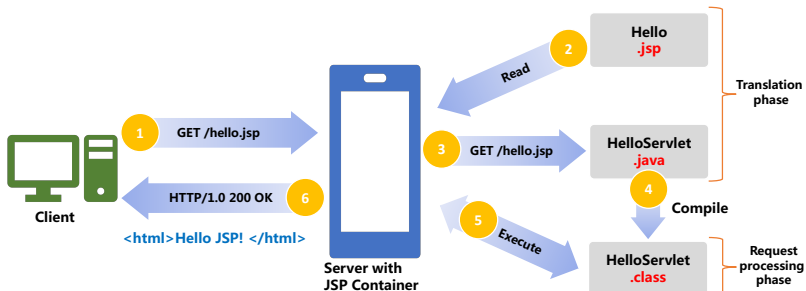 Hello
.jsp
2
Read
Translation
phase
1
GET /hello.jsp
3
GET /hello.jsp
HelloServlet
.java
4
Compile
HTTP/1.0 200 OK
6
Client
<html>Hello JSP! </html>
5
Execute
HelloServlet
.class
Request
processing
phase
Server with
JSP Container